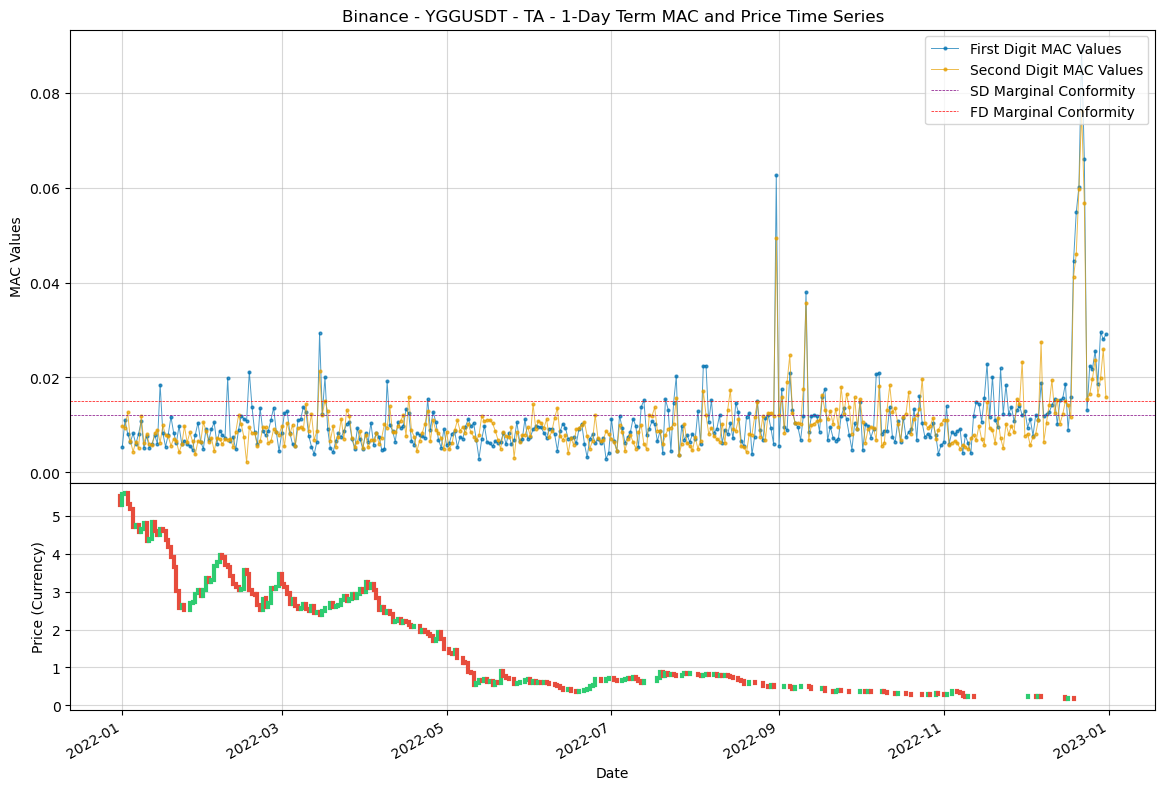 Binance - YGGUSDT - TA - 1-Day Term MAC and Price Time Series
First Digit MAC Values
Second Digit MAC Values
SD Marginal Conformity
FD Marginal Conformity
MAC Values
0.08
0.06
0.04
0.02
0.00
Price (Currency)
5
4
3
2
1
0
2022-01
2022-03
2022-05
2022-07
2022-09
2022-11
2023-01
Date